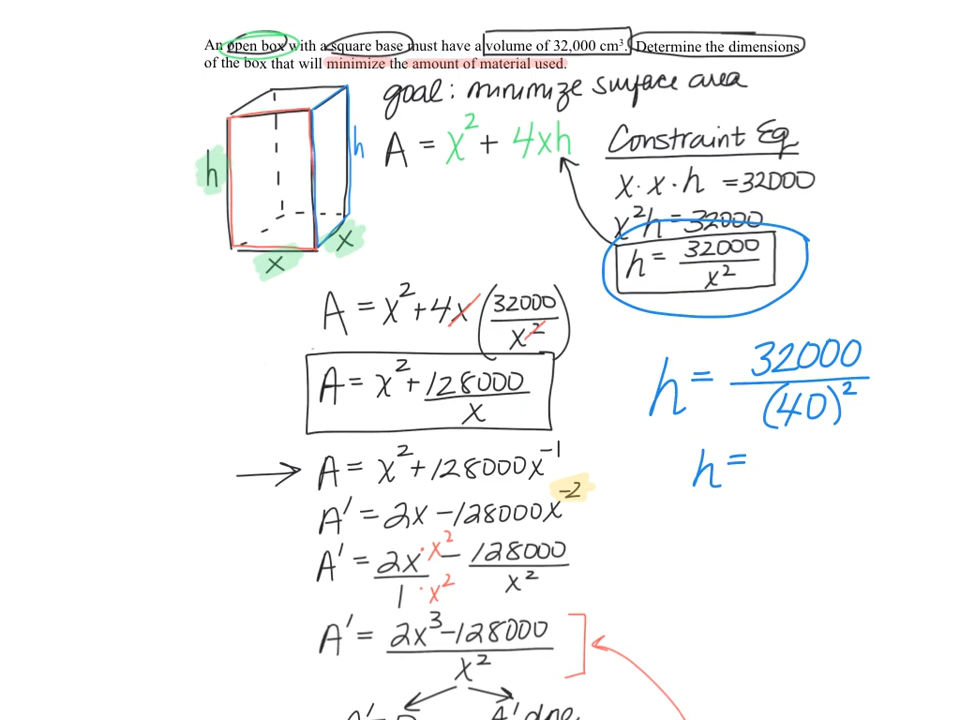 An open box with a square base must have a volume of 32,000 cm³. Determine the dimensions
of the box that will minimize the amount of material used.
goal: minimize surface area
A = x² + 4xh
Constraint Eq
x · x · h = 32000
x²h = 32000
h = 32000/x²
h
h
x
x
A = x² + 4x (32000/x²)
A = x² + 128000/x
h = 32000/(40)²
h =
→ A = x² + 128000x⁻¹
A' = 2x - 128000x⁻²
A' = 2x·x²/1·x² - 128000/x²
A' = 2x³-128000/x²
A' dne